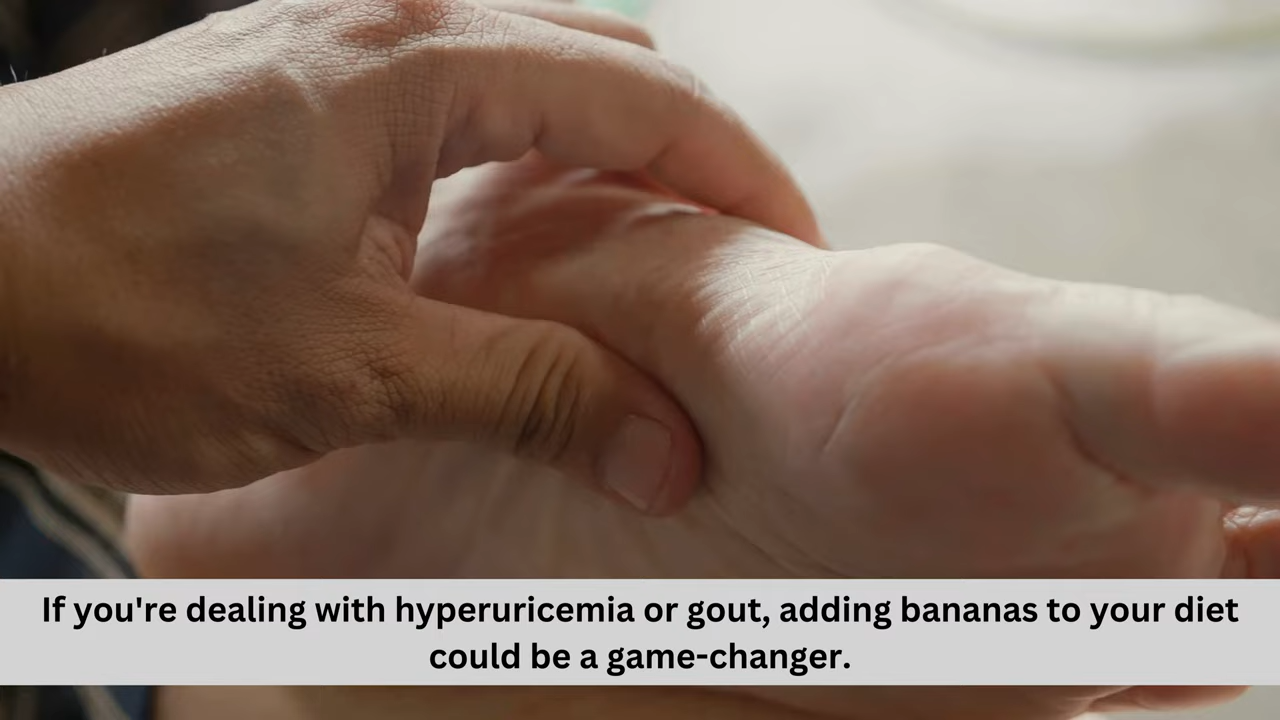 If you're dealing with hyperuricemia or gout, adding bananas to your diet
could be a game-changer.